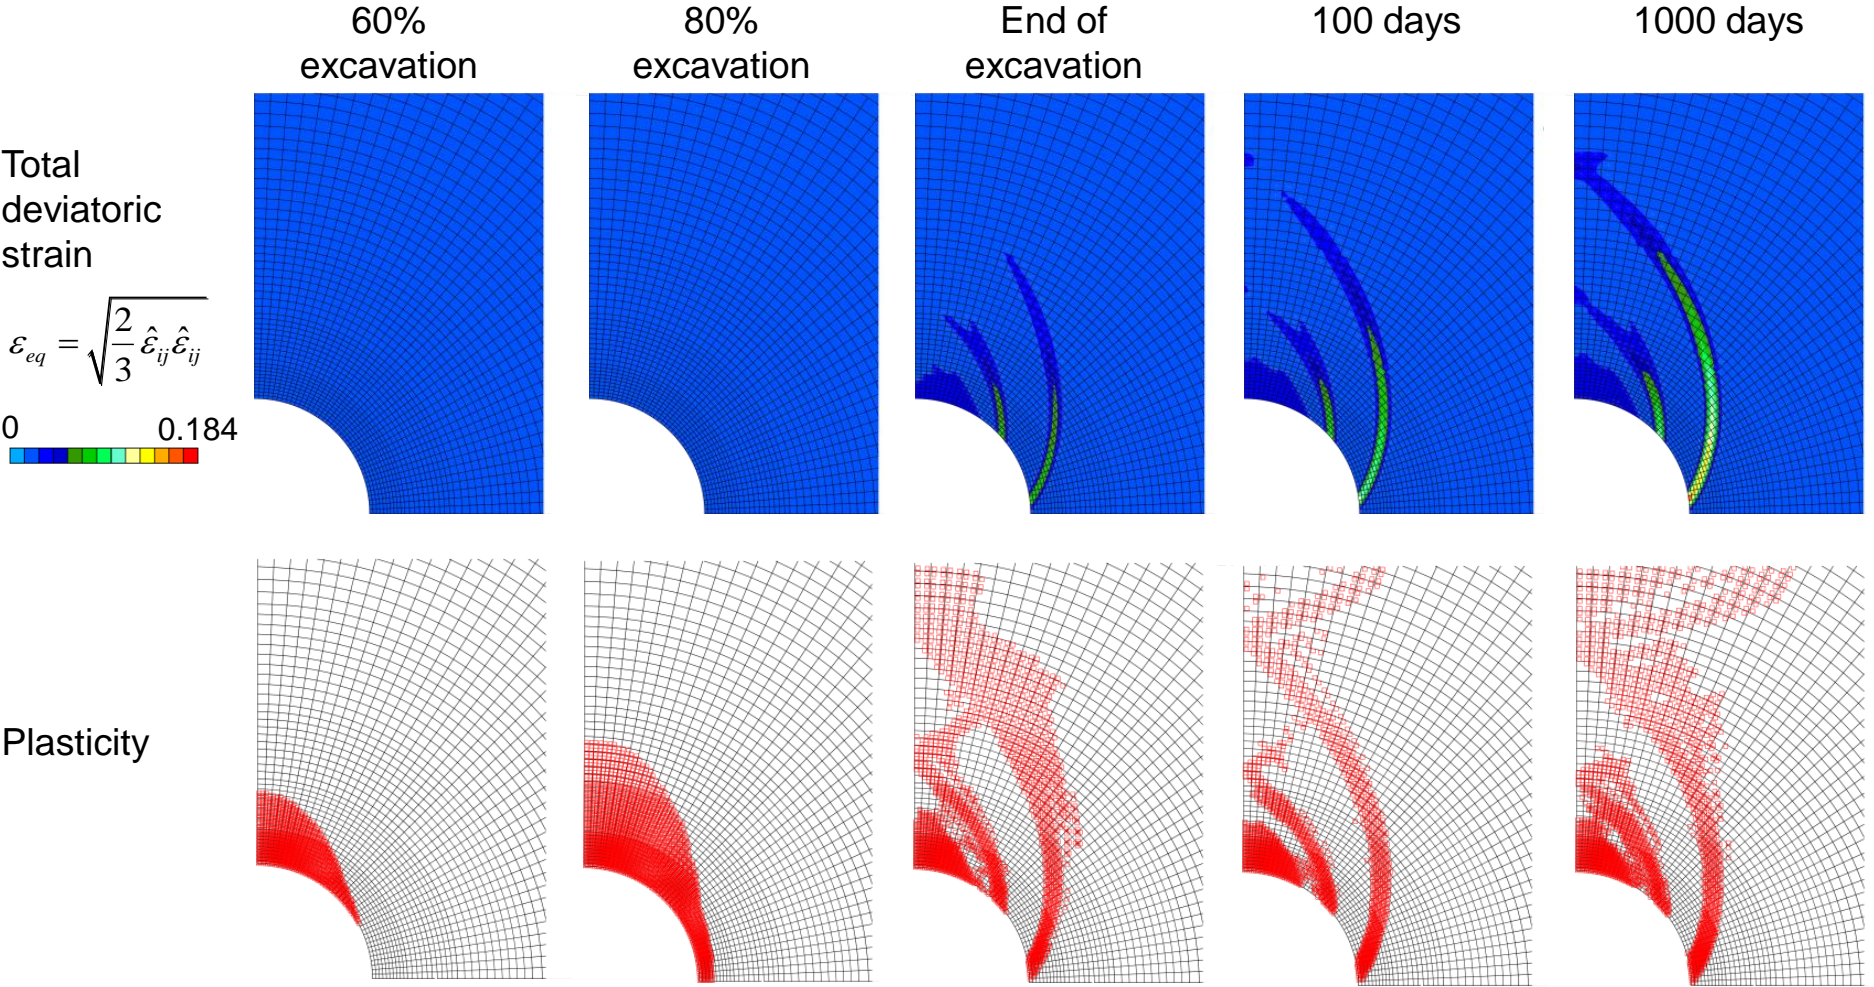 60%
excavation
80%
excavation
End of
excavation
100 days
1000 days
Total
deviatoric
strain
ε_eq = √(2/3 ε̂_ij ε̂_ij)
0 0.184
Plasticity